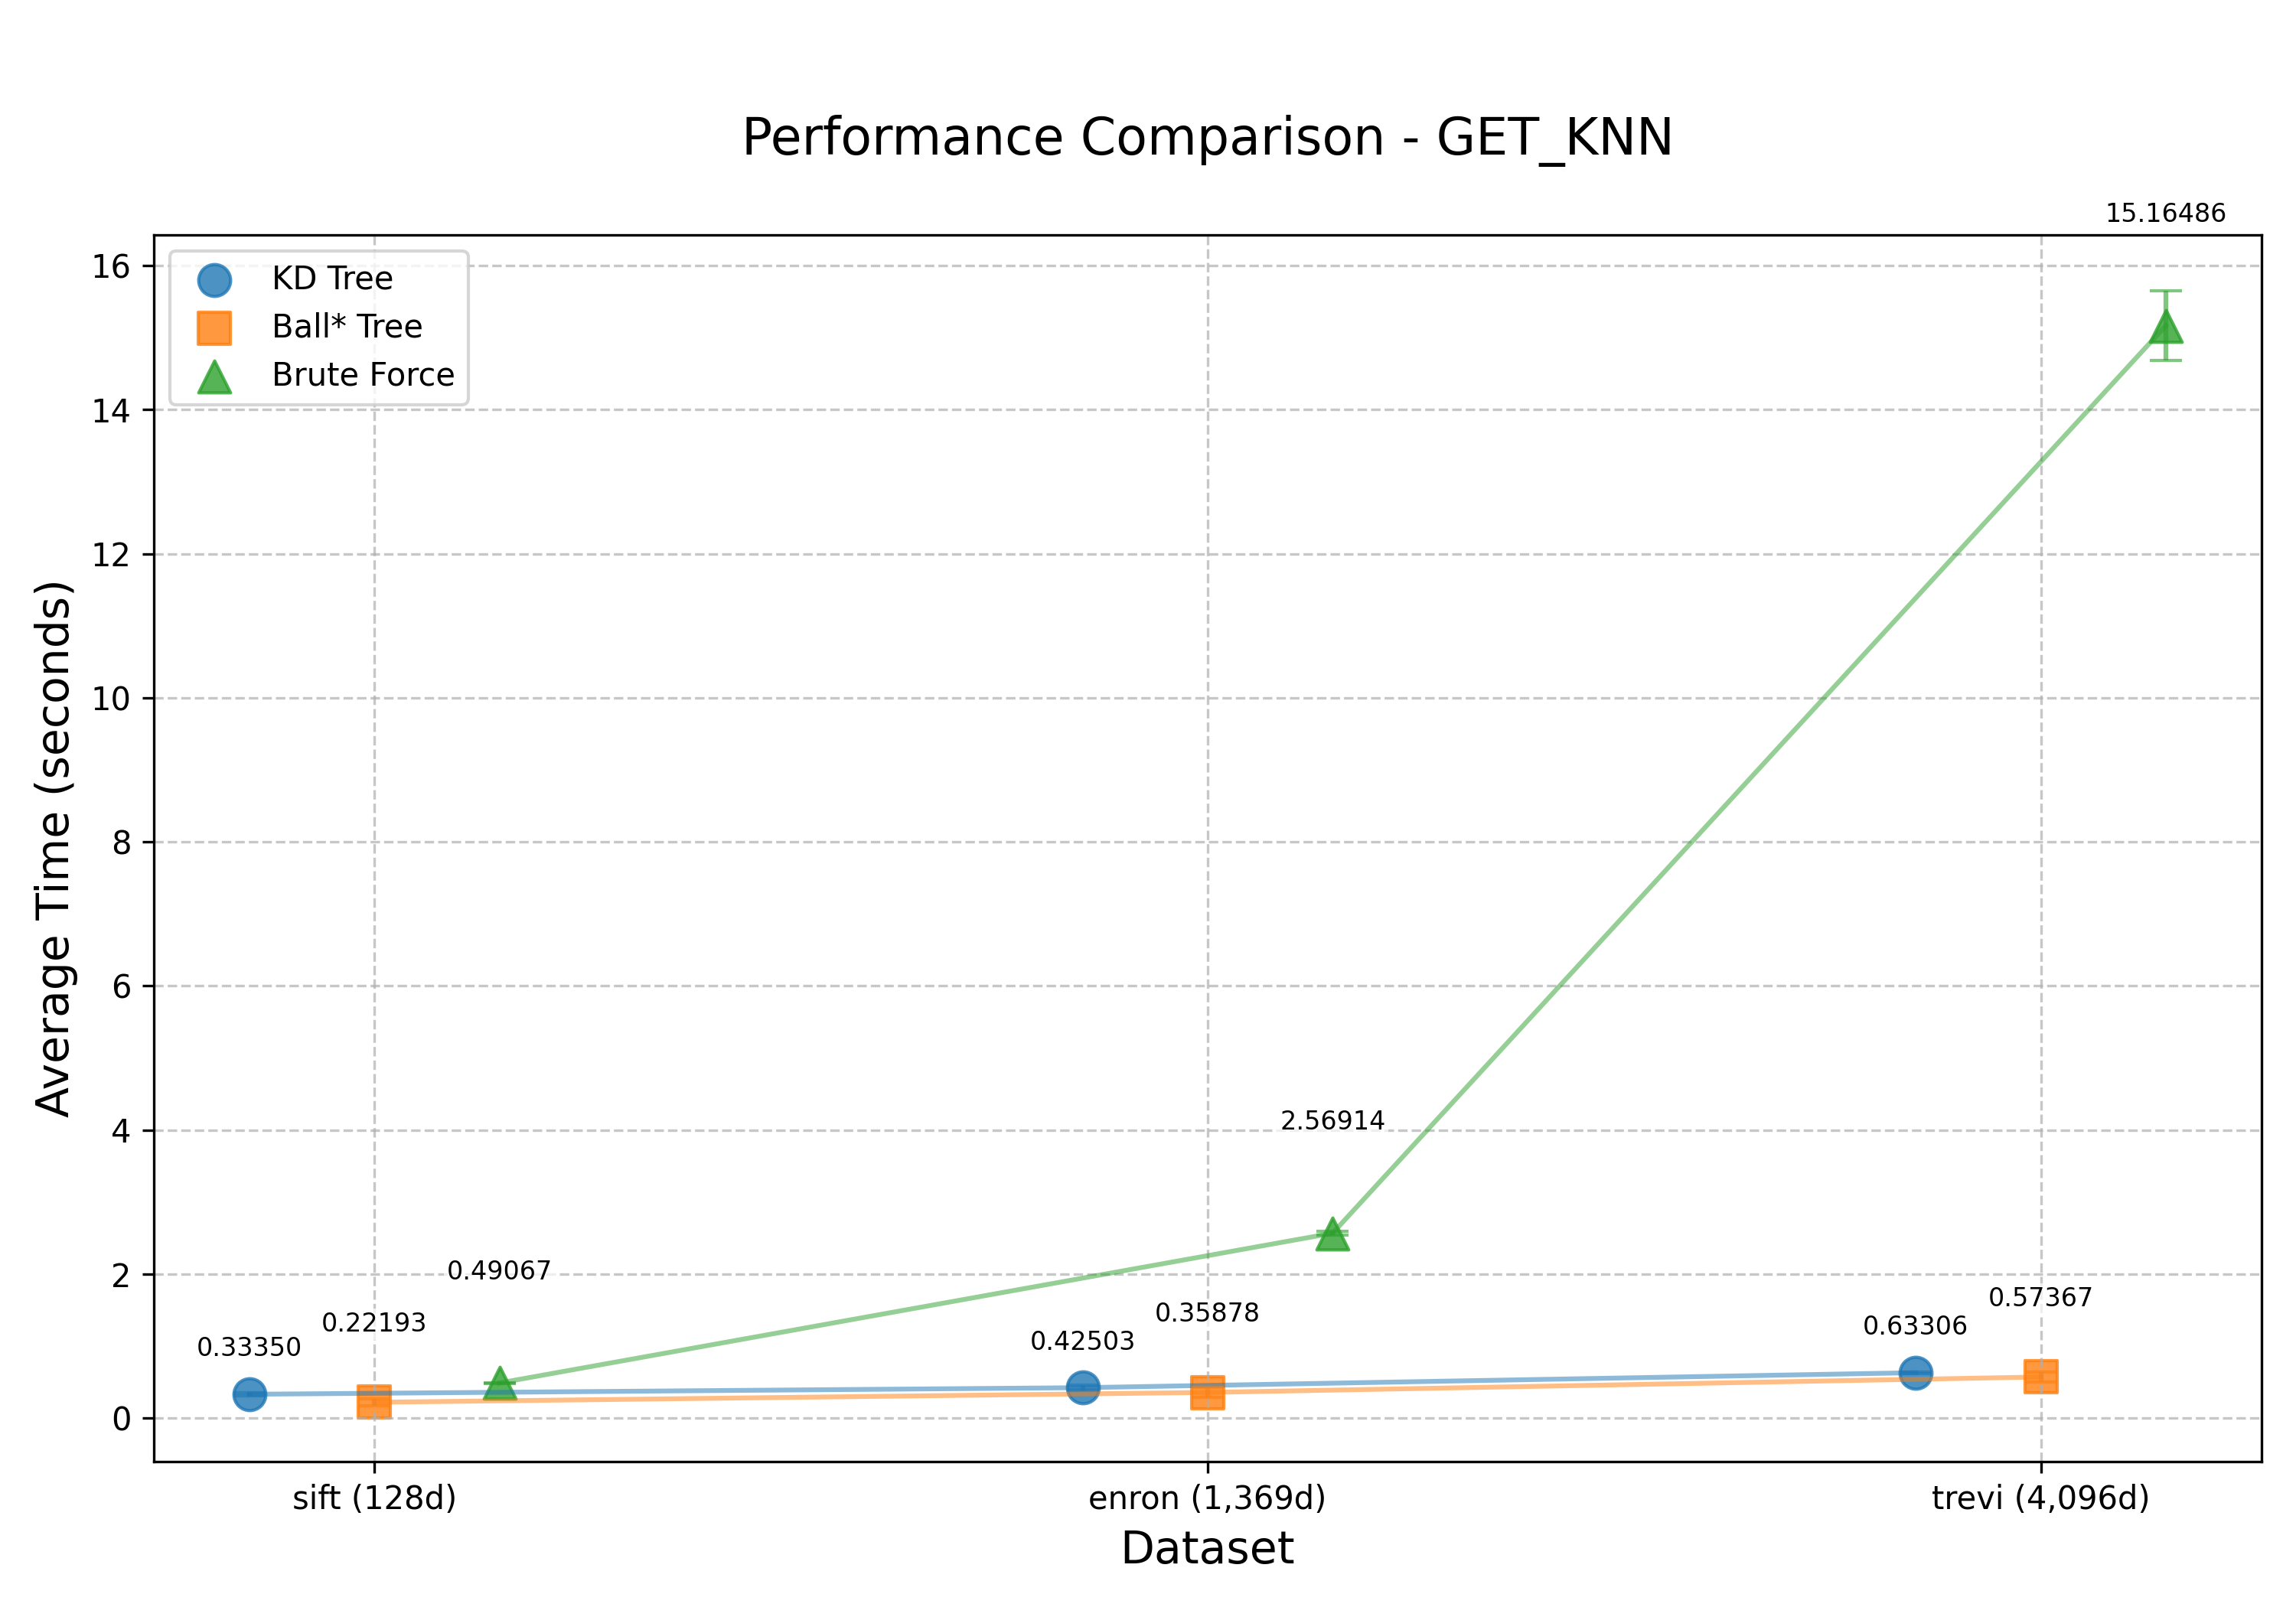 Performance Comparison - GET_KNN
15.16486
KD Tree
Ball* Tree
Brute Force
16
14
12
10
8
6
4
2
0
Average Time (seconds)
2.56914
0.49067
0.22193
0.33350
0.35878
0.42503
0.57367
0.63306
sift (128d)
enron (1,369d)
trevi (4,096d)
Dataset